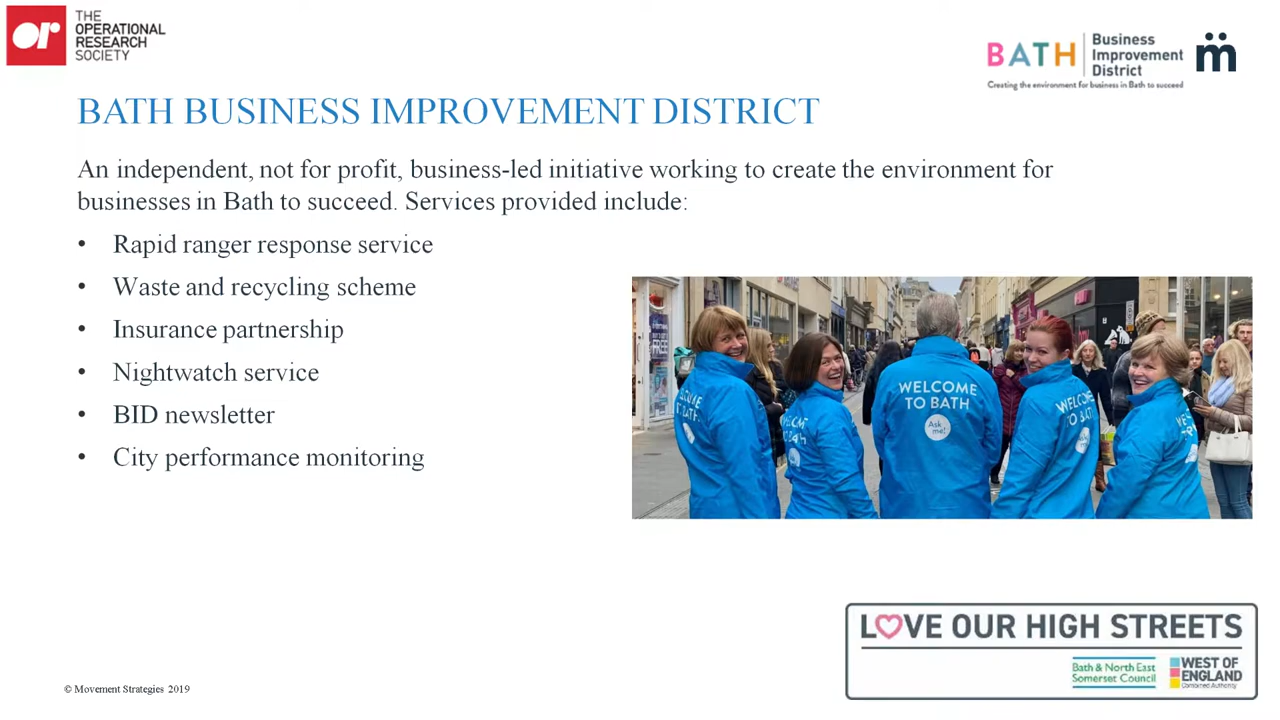 THE
OPERATIONAL
RESEARCH
SOCIETY
or
BATH
Business
Improvement
District
Creating the environment for business in Bath to succeed
m̈
BATH BUSINESS IMPROVEMENT DISTRICT
An independent, not for profit, business-led initiative working to create the environment for
businesses in Bath to succeed. Services provided include:
• Rapid ranger response service
• Waste and recycling scheme
• Insurance partnership
• Nightwatch service
• BID newsletter
• City performance monitoring
WELCOME
TO BATH
Ask
me!
LOVE OUR HIGH STREETS
Bath & North East
Somerset Council
WEST OF
ENGLAND
Combined Authority
© Movement Strategies 2019